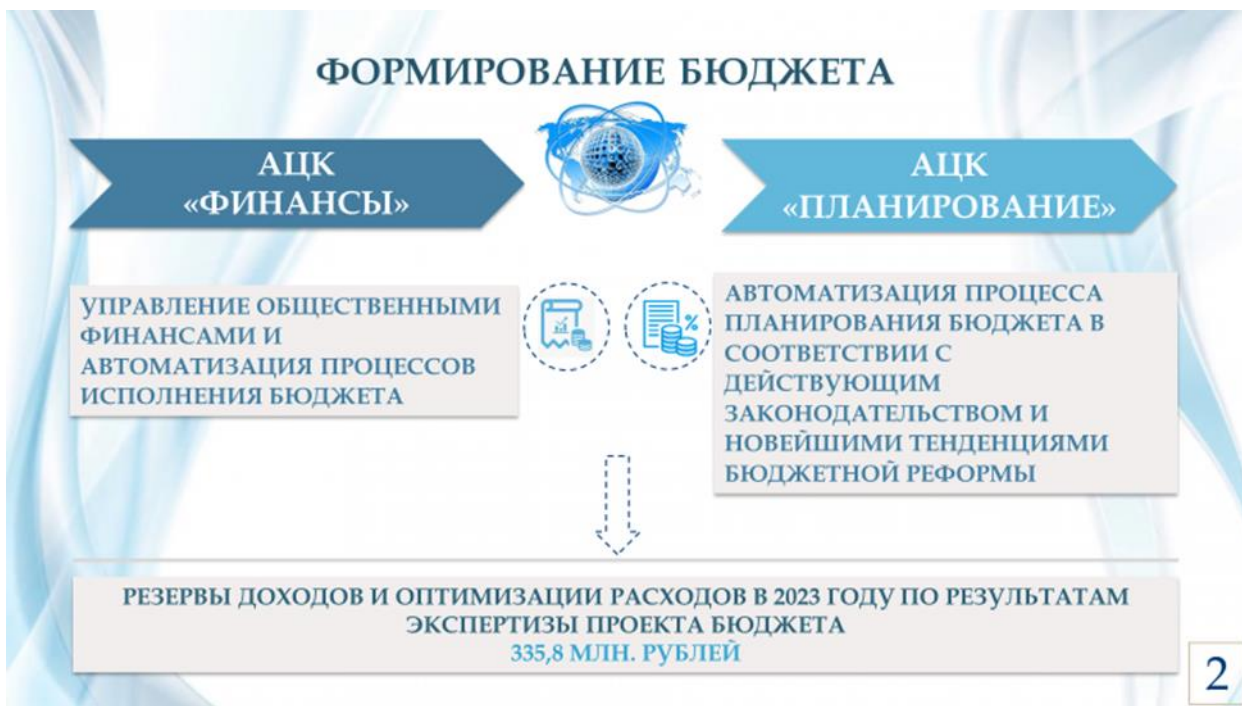 ФОРМИРОВАНИЕ БЮДЖЕТА
АЦК
«ФИНАНСЫ»
АЦК
«ПЛАНИРОВАНИЕ»
УПРАВЛЕНИЕ ОБЩЕСТВЕННЫМИ
ФИНАНСАМИ И
АВТОМАТИЗАЦИЯ ПРОЦЕССОВ
ИСПОЛНЕНИЯ БЮДЖЕТА
%
АВТОМАТИЗАЦИЯ ПРОЦЕССА
ПЛАНИРОВАНИЯ БЮДЖЕТА В
СООТВЕТСТВИИ С
ДЕЙСТВУЮЩИМ
ЗАКОНОДАТЕЛЬСТВОМ И
НОВЕЙШИМИ ТЕНДЕНЦИЯМИ
БЮДЖЕТНОЙ РЕФОРМЫ
РЕЗЕРВЫ ДОХОДОВ И ОПТИМИЗАЦИИ РАСХОДОВ В 2023 ГОДУ ПО РЕЗУЛЬТАТАМ
ЭКСПЕРТИЗЫ ПРОЕКТА БЮДЖЕТА
335,8 МЛН. РУБЛЕЙ
2